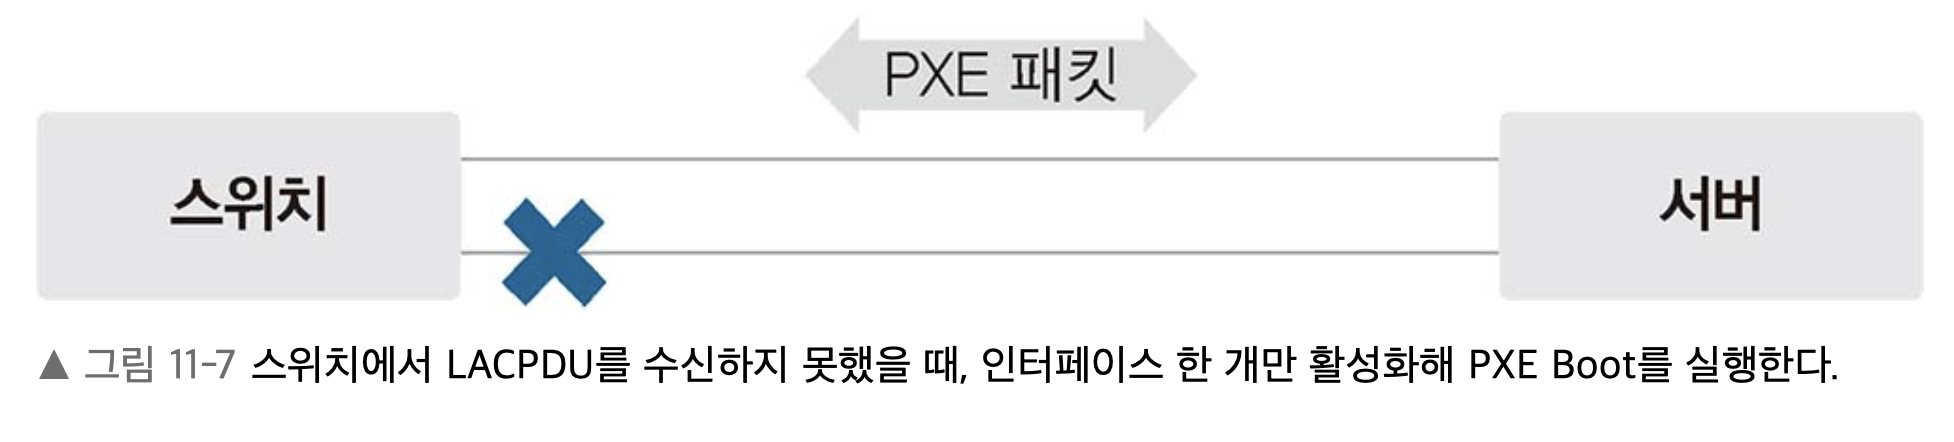 PXE 패킷
스위치
서버
▲ 그림 11-7 스위치에서 LACPDU를 수신하지 못했을 때, 인터페이스 한 개만 활성화해 PXE Boot를 실행한다.